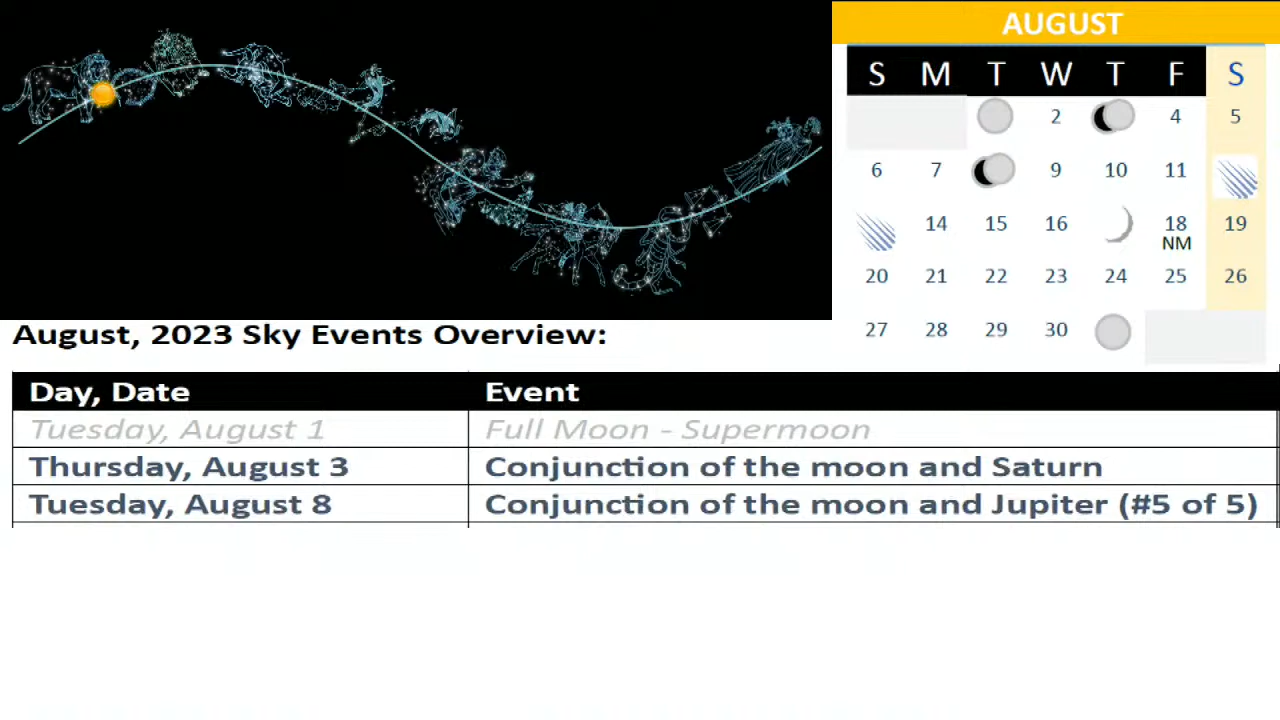 AUGUST
S M T W T F S
2 4 5
6 7 9 10 11
14 15 16 18 19
NM
20 21 22 23 24 25 26
27 28 29 30
August, 2023 Sky Events Overview:
Day, Date Event
Tuesday, August 1 Full Moon - Supermoon
Thursday, August 3 Conjunction of the moon and Saturn
Tuesday, August 8 Conjunction of the moon and Jupiter (#5 of 5)